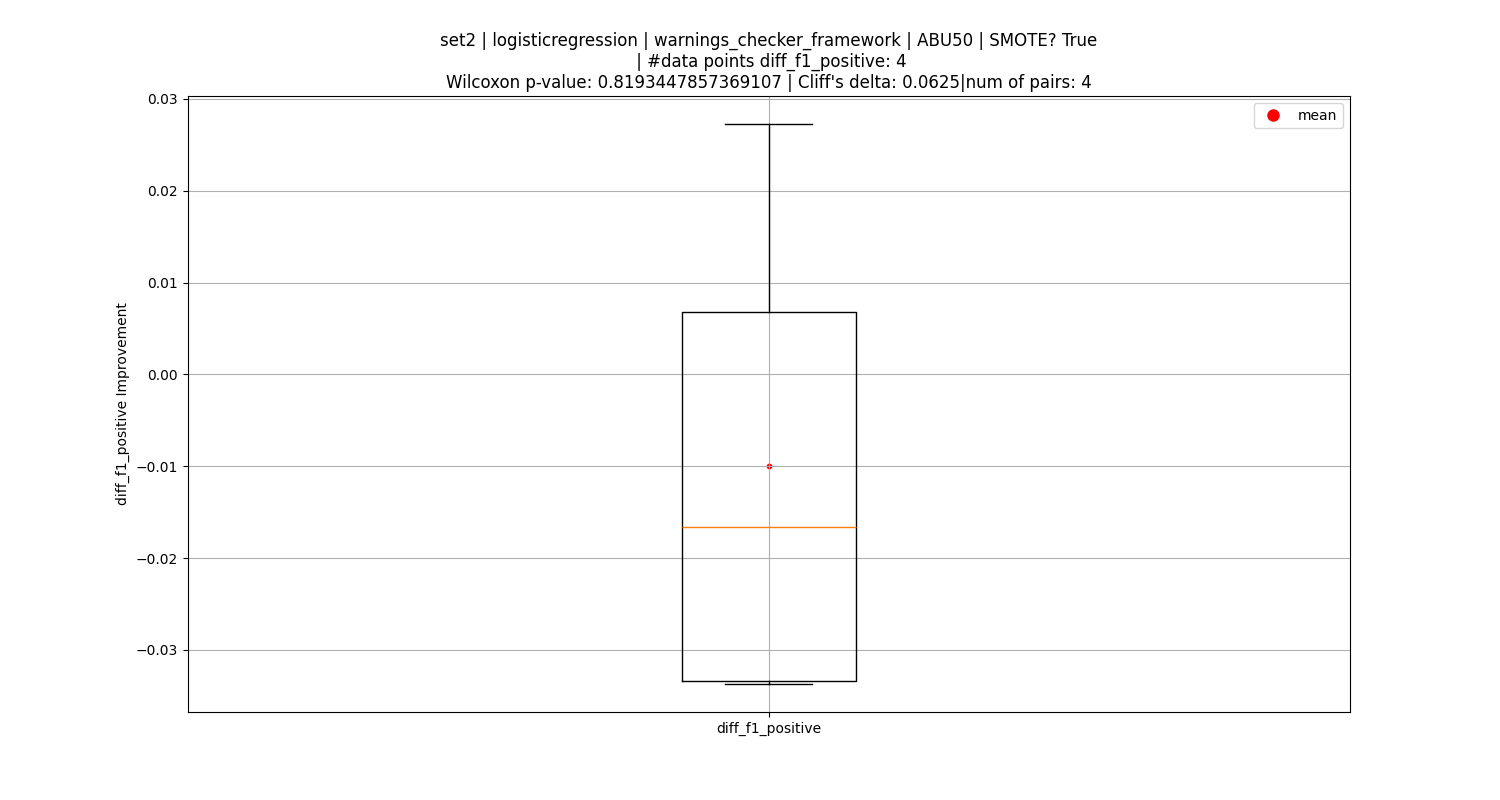 set2 | logisticregression | warnings_checker_framework | ABU50 | SMOTE? True
| #data points diff_f1_positive: 4
Wilcoxon p-value: 0.8193447857369107 | Cliff's delta: 0.0625|num of pairs: 4
mean
0.03
0.02
0.01
0.00
−0.01
−0.02
−0.03
diff_f1_positive Improvement
diff_f1_positive